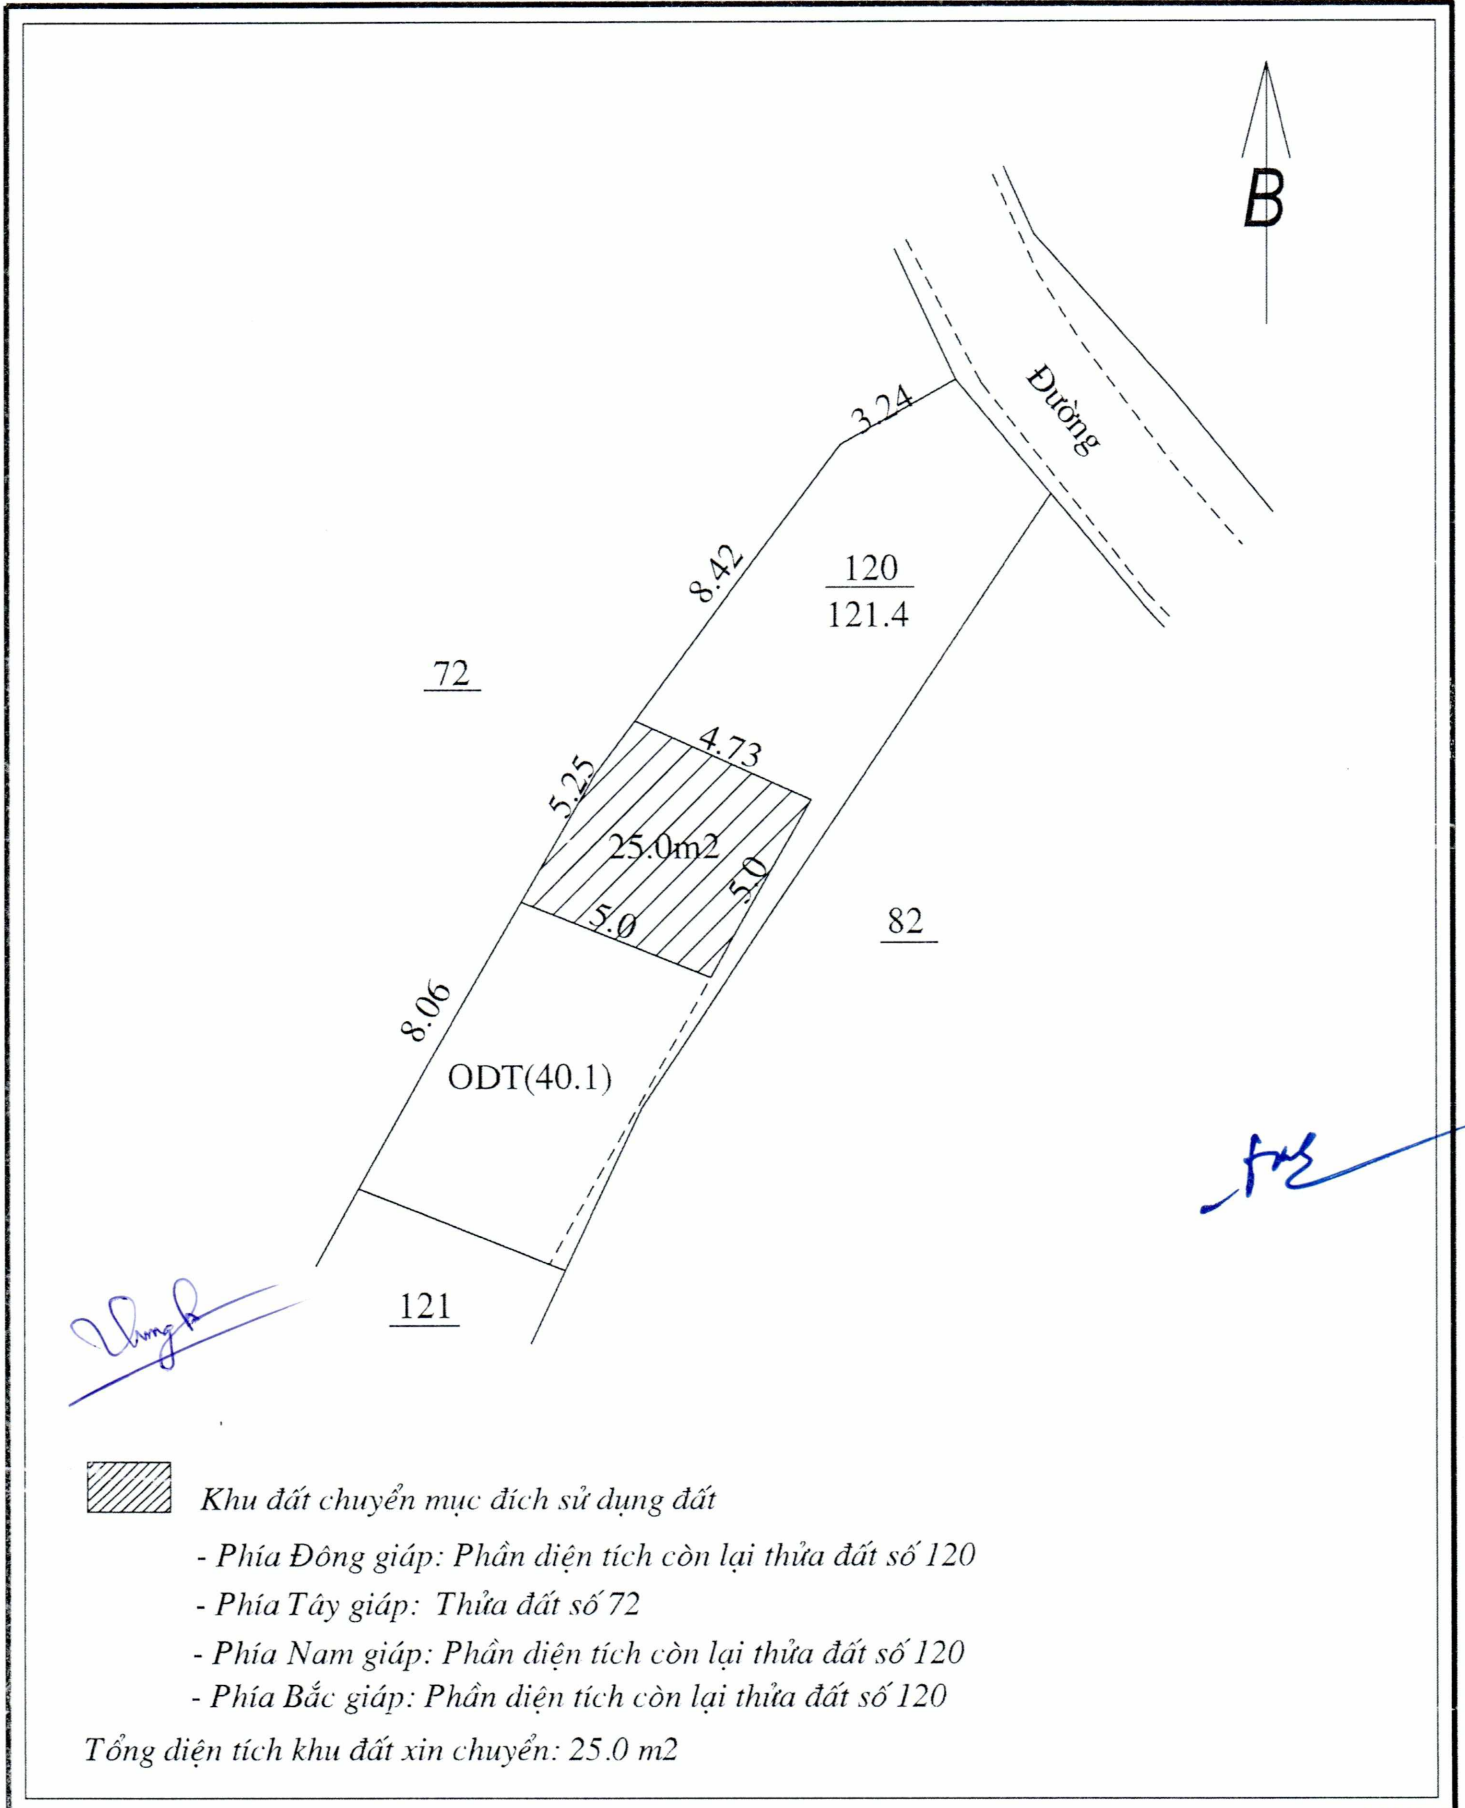 B
Đường
3.24
8.42
120
121.4
72
4.73
5.25
25.0m2
5.0
5.0
82
8.06
ODT(40.1)
121
Khu đất chuyển mục đích sử dụng đất
- Phía Đông giáp: Phần diện tích còn lại thửa đất số 120
- Phía Tây giáp: Thửa đất số 72
- Phía Nam giáp: Phần diện tích còn lại thửa đất số 120
- Phía Bắc giáp: Phần diện tích còn lại thửa đất số 120
Tổng diện tích khu đất xin chuyển: 25.0 m2